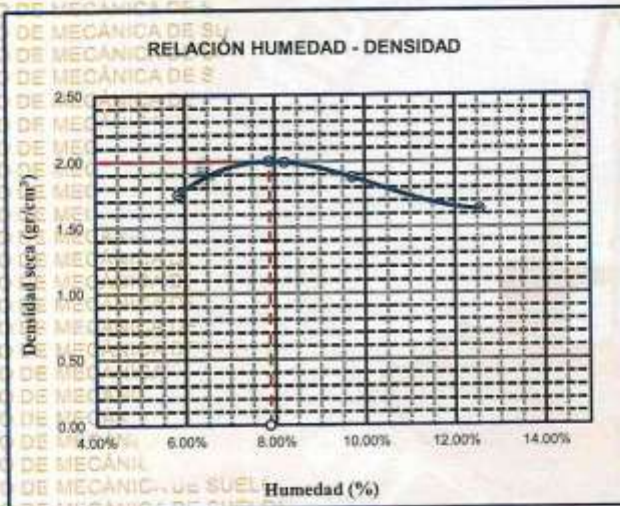 DE MECÁNICA DE SU
DE MECÁNICA DE S
RELACIÓN HUMEDAD - DENSIDAD
2.50
2.00
1.50
1.00
0.50
0.00
Densidad seca (gr/cm³)
4.00%
6.00%
8.00%
10.00%
12.00%
14.00%
Humedad (%)
DE MECÁNICA DE SUEL